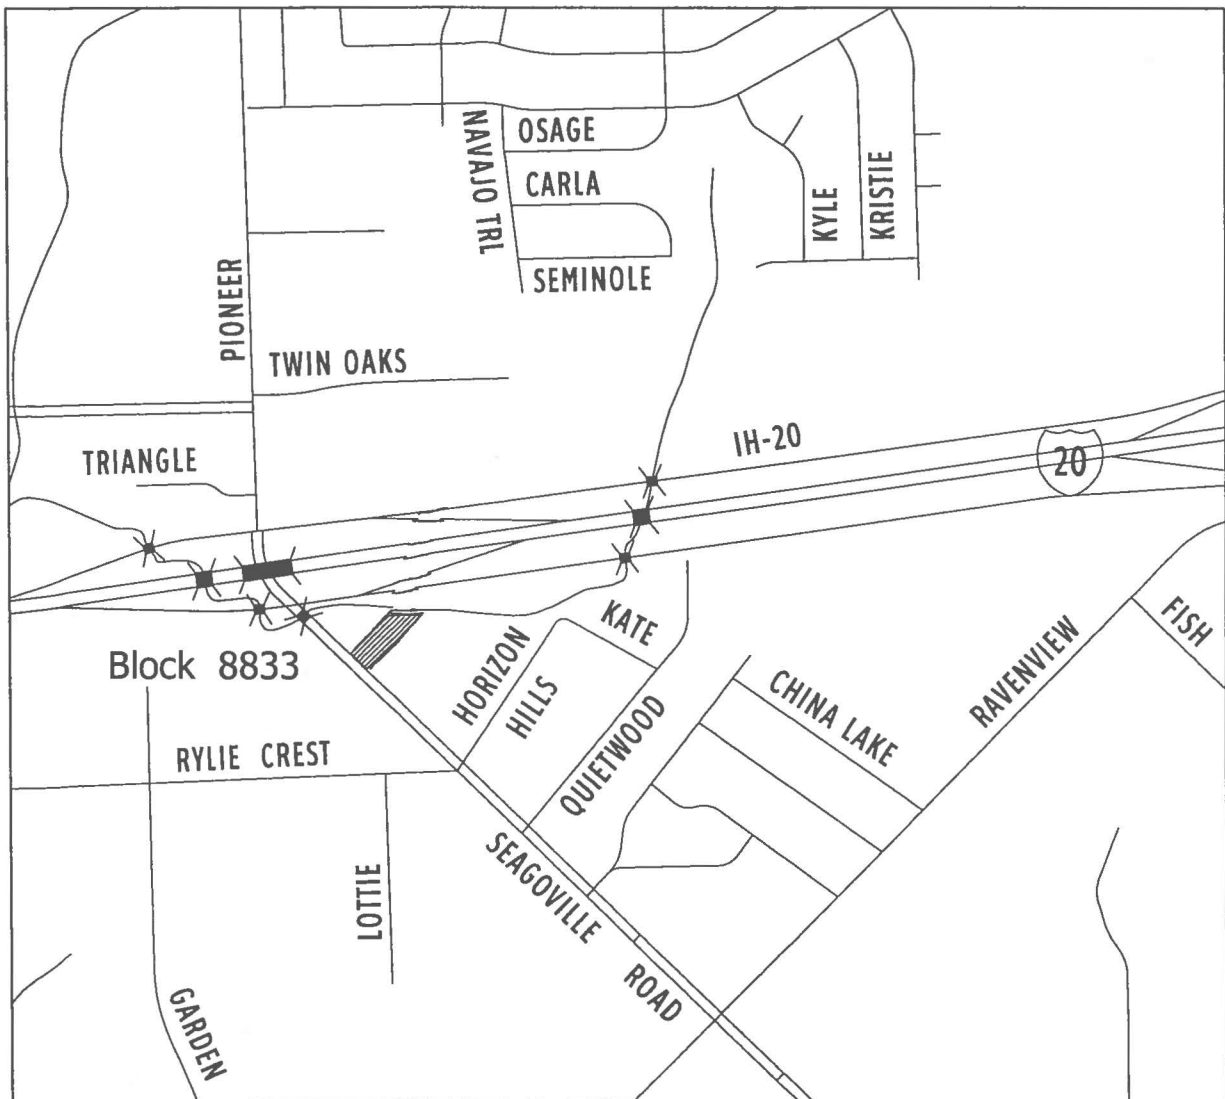 OSAGE
NAVAJO TRL
CARLA
SEMINOLE
KYLE
KRISTIE
PIONEER
TWIN OAKS
TRIANGLE
IH-20
20
Block 8833
HORIZON
HILLS
KATE
QUIETWOOD
CHINA LAKE
RAVENVIEW
FISH
RYLIE CREST
LOTTIE
SEAGOVILLE
ROAD
GARDEN